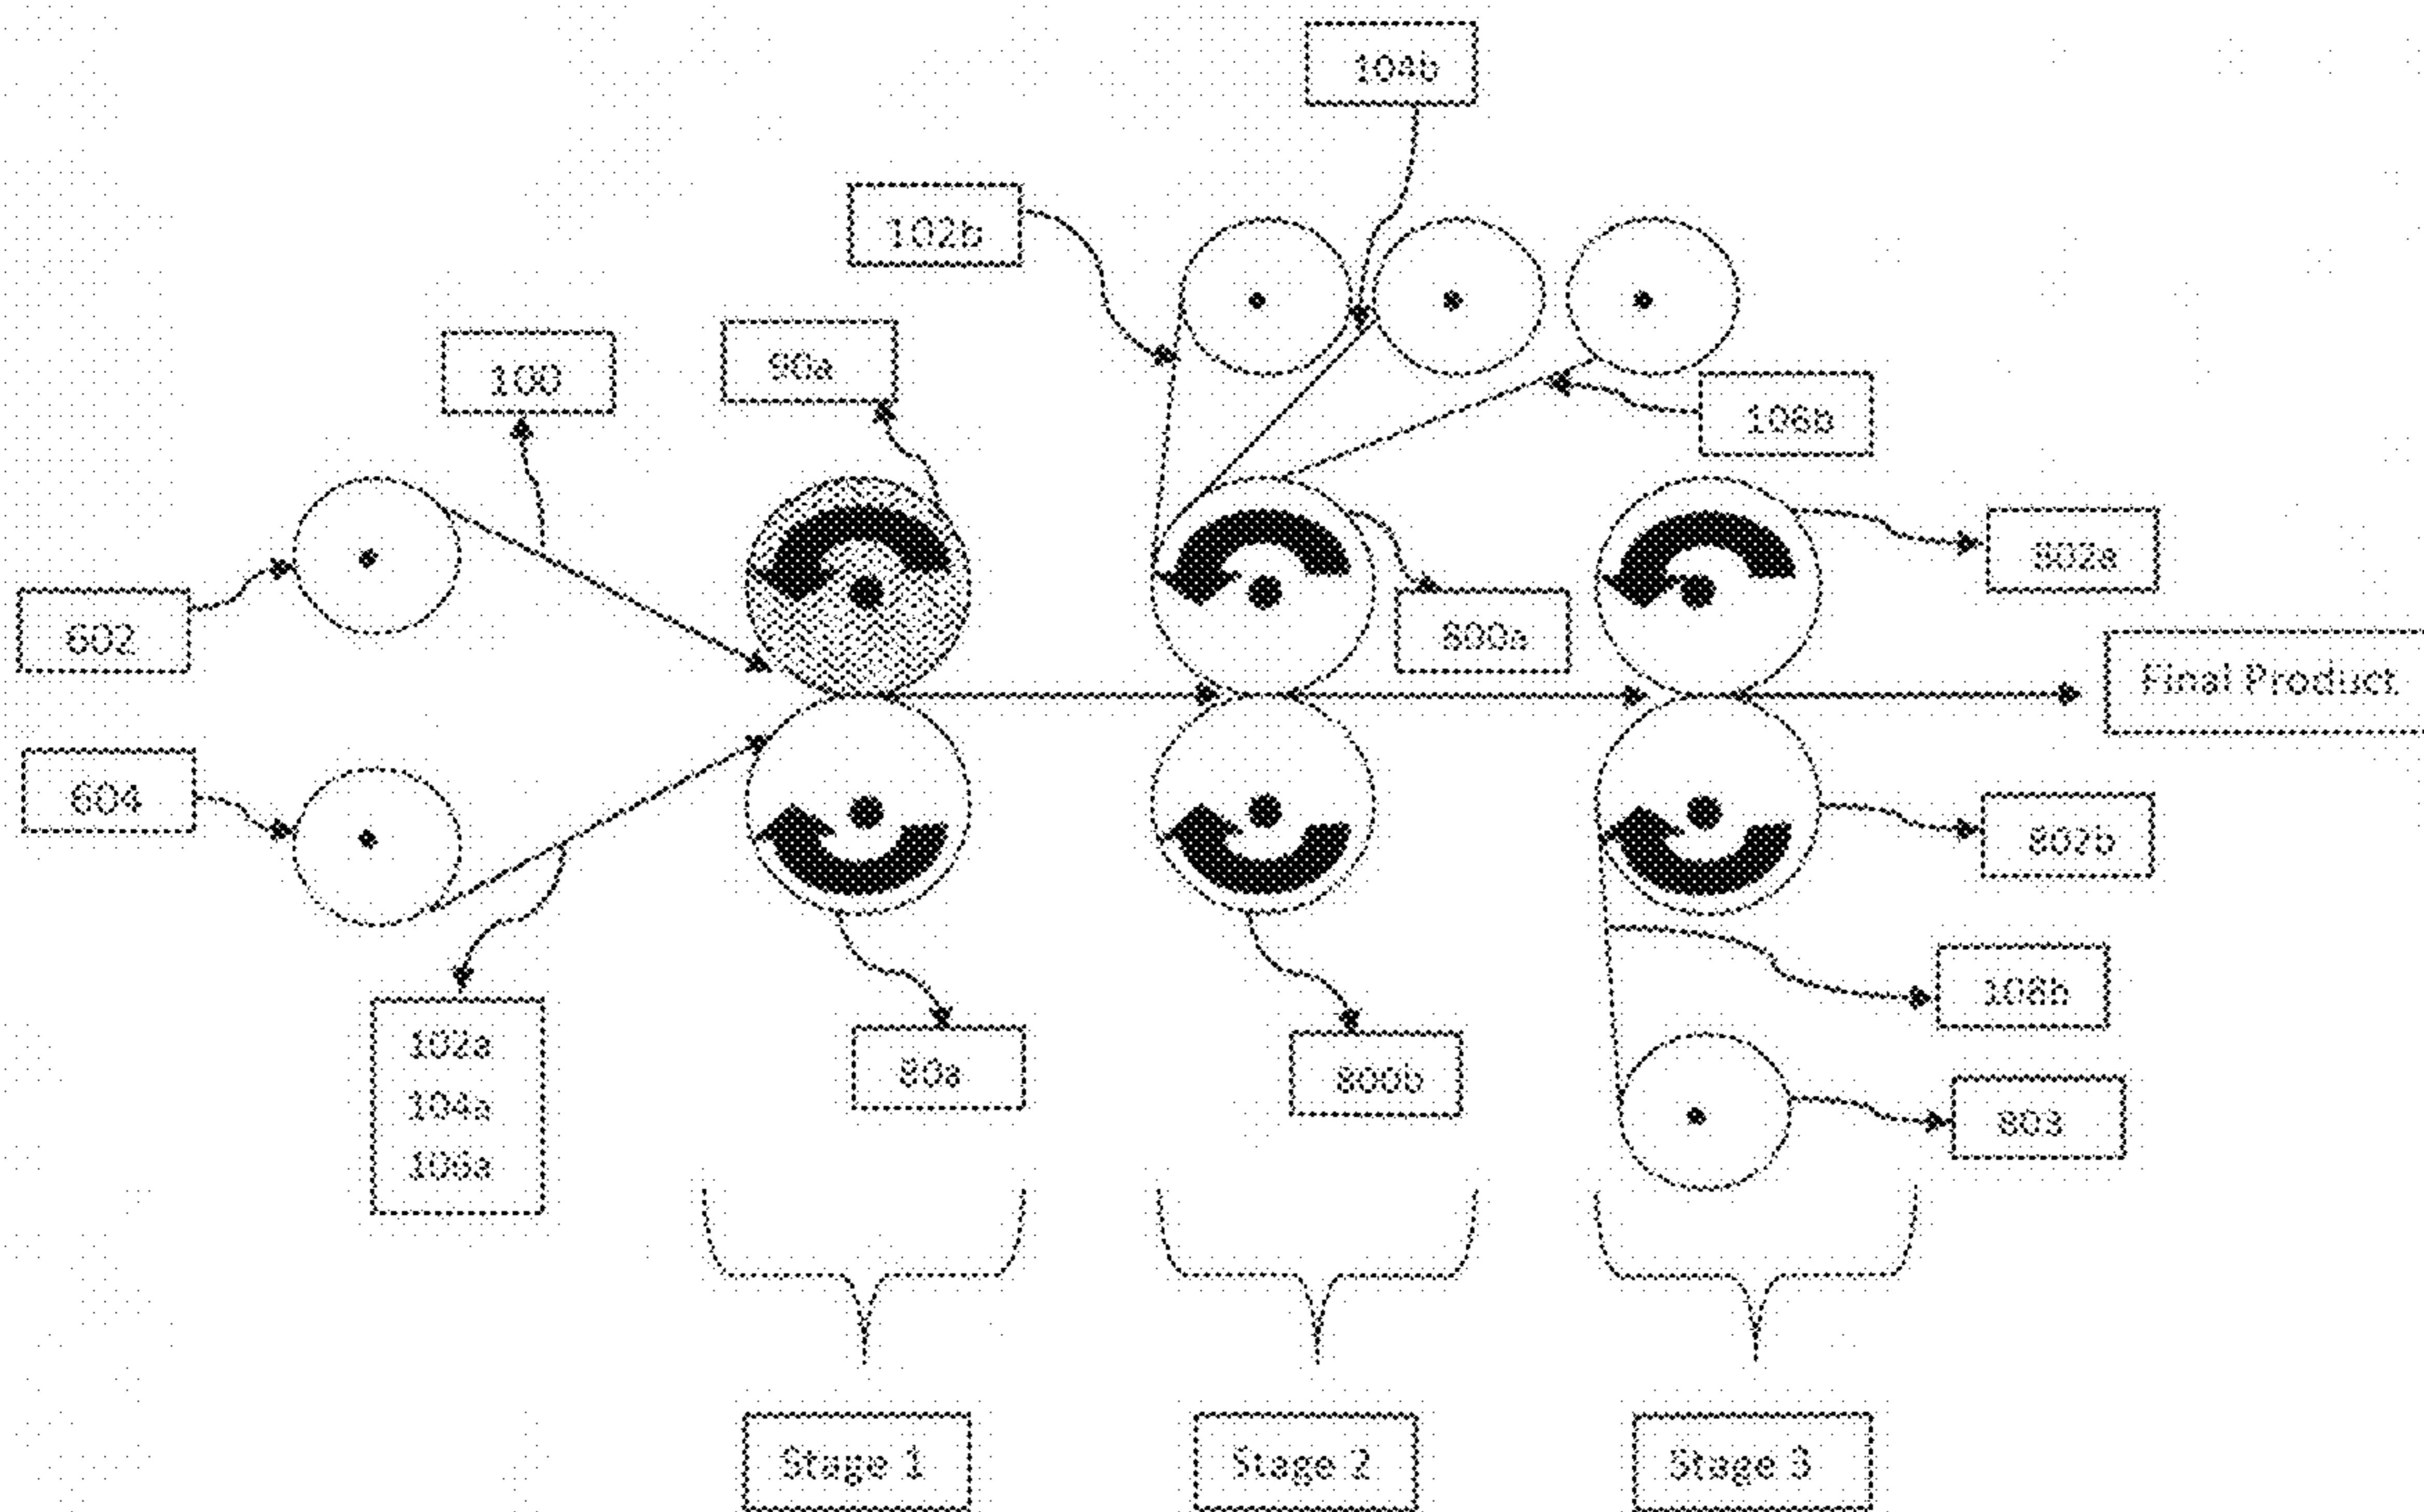 104b
102b
90a
100
106b
802a
602
800a
Final Product
604
802b
108b
102a
104a
106a
80a
800b
803
Stage 1
Stage 2
Stage 3